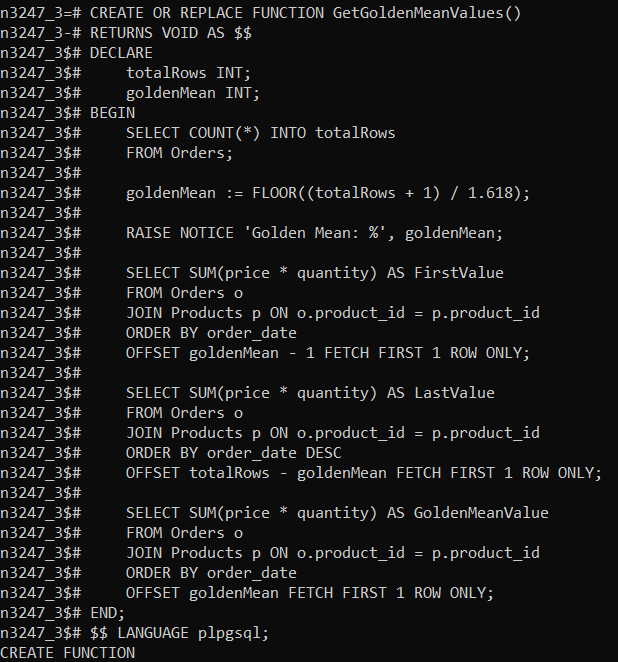 n3247_3=# CREATE OR REPLACE FUNCTION GetGoldenMeanValues()
n3247_3-# RETURNS VOID AS $$
n3247_3$# DECLARE
n3247_3$#     totalRows INT;
n3247_3$#     goldenMean INT;
n3247_3$# BEGIN
n3247_3$#     SELECT COUNT(*) INTO totalRows
n3247_3$#     FROM Orders;
n3247_3$#
n3247_3$#     goldenMean := FLOOR((totalRows + 1) / 1.618);
n3247_3$#
n3247_3$#     RAISE NOTICE 'Golden Mean: %', goldenMean;
n3247_3$#
n3247_3$#     SELECT SUM(price * quantity) AS FirstValue
n3247_3$#     FROM Orders o
n3247_3$#     JOIN Products p ON o.product_id = p.product_id
n3247_3$#     ORDER BY order_date
n3247_3$#     OFFSET goldenMean - 1 FETCH FIRST 1 ROW ONLY;
n3247_3$#
n3247_3$#     SELECT SUM(price * quantity) AS LastValue
n3247_3$#     FROM Orders o
n3247_3$#     JOIN Products p ON o.product_id = p.product_id
n3247_3$#     ORDER BY order_date DESC
n3247_3$#     OFFSET totalRows - goldenMean FETCH FIRST 1 ROW ONLY;
n3247_3$#
n3247_3$#     SELECT SUM(price * quantity) AS GoldenMeanValue
n3247_3$#     FROM Orders o
n3247_3$#     JOIN Products p ON o.product_id = p.product_id
n3247_3$#     ORDER BY order_date
n3247_3$#     OFFSET goldenMean FETCH FIRST 1 ROW ONLY;
n3247_3$# END;
n3247_3$# $$ LANGUAGE plpgsql;
CREATE FUNCTION